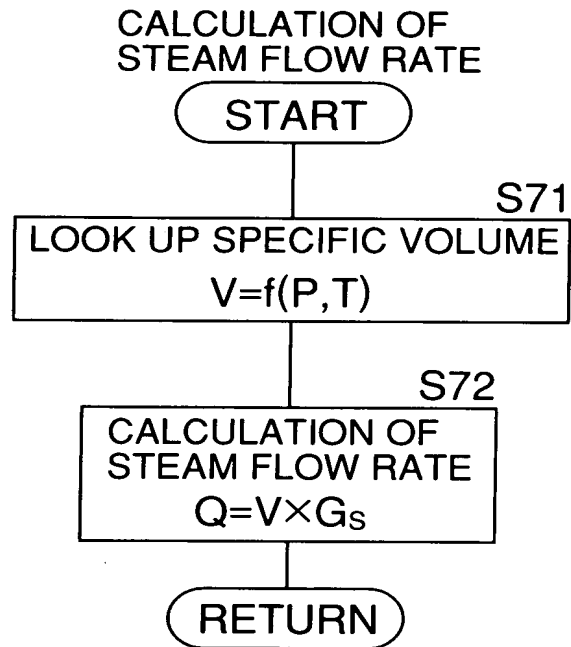 CALCULATION OF
STEAM FLOW RATE
START
S71
LOOK UP SPECIFIC VOLUME
V=f(P,T)
S72
CALCULATION OF
STEAM FLOW RATE
Q=V×Gs
RETURN